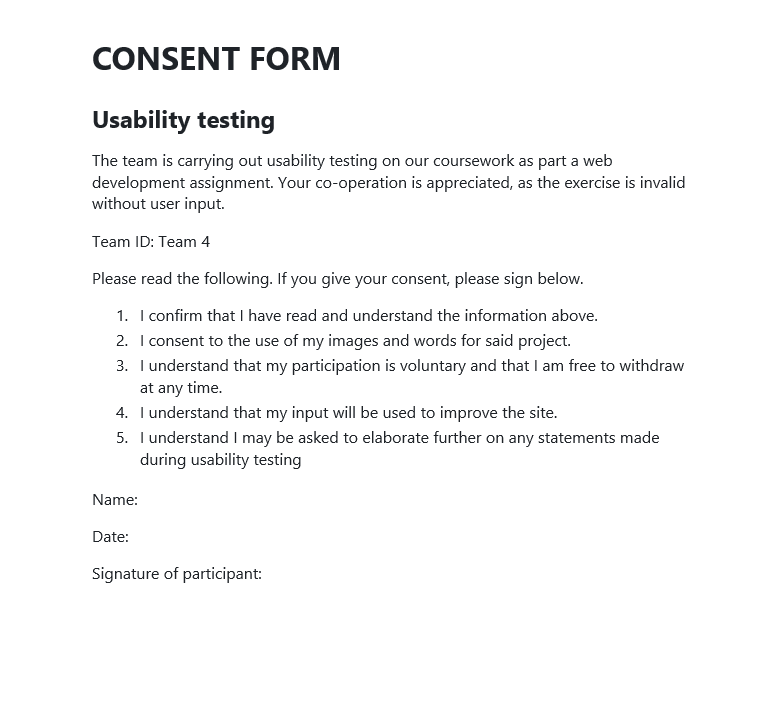 CONSENT FORM
Usability testing
The team is carrying out usability testing on our coursework as part a web
development assignment. Your co-operation is appreciated, as the exercise is invalid
without user input.
Team ID: Team 4
Please read the following. If you give your consent, please sign below.
1. I confirm that I have read and understand the information above.
2. I consent to the use of my images and words for said project.
3. I understand that my participation is voluntary and that I am free to withdraw
at any time.
4. I understand that my input will be used to improve the site.
5. I understand I may be asked to elaborate further on any statements made
during usability testing
Name:
Date:
Signature of participant: